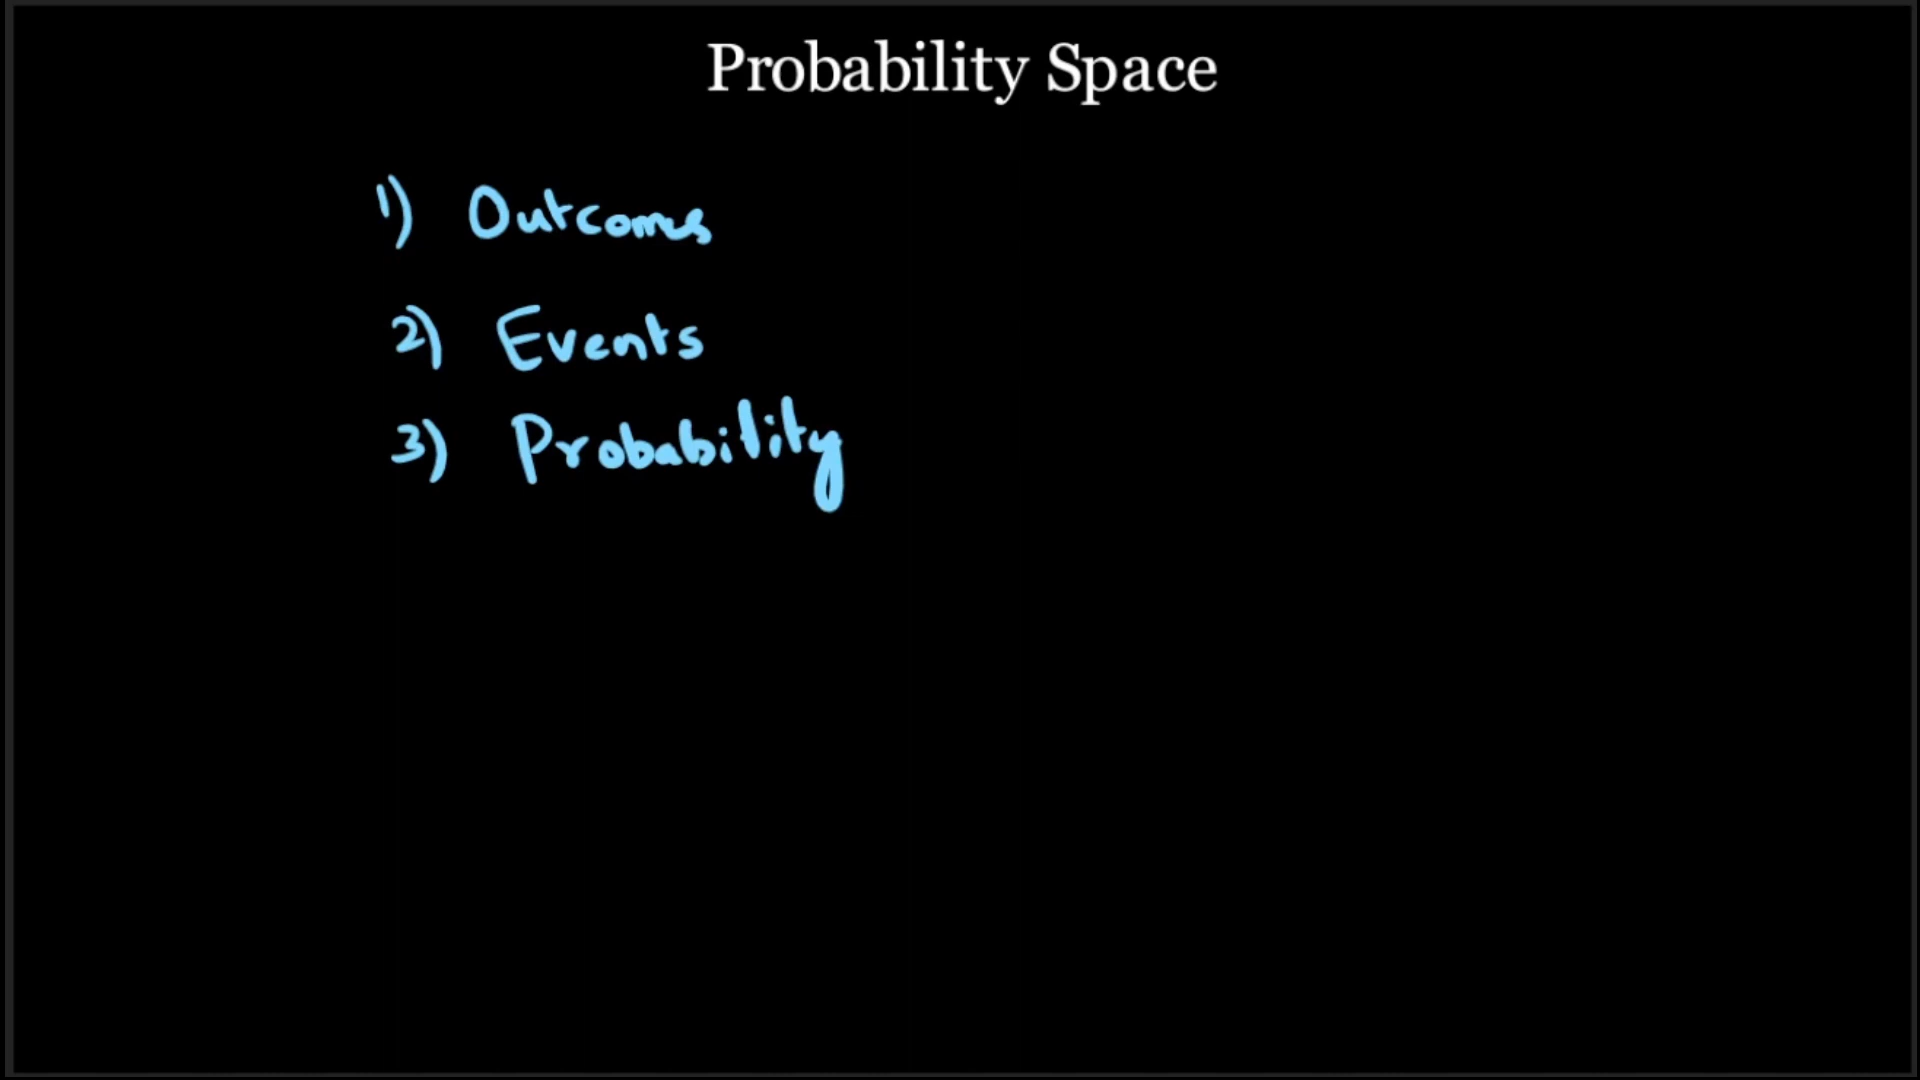 Probability Space
1) Outcomes
2) Events
3) Probability